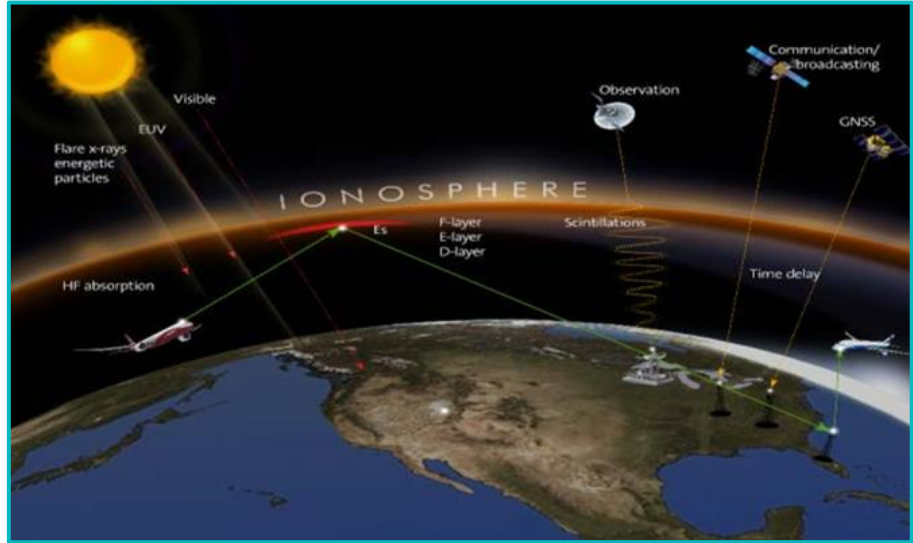 Communication/
broadcasting
Visible
Observation
EUV
GNSS
Flare x-rays
energetic
particles
IONOSPHERE
Es
F-layer
E-layer
D-layer
Scintillations
HF absorption
Time delay